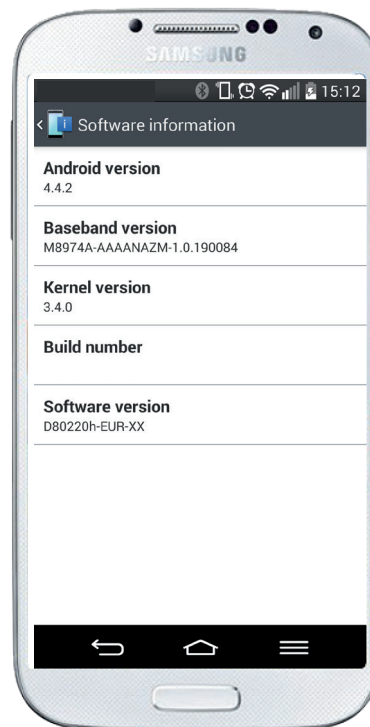 SAMSUNG
15:12
Software information
Android version
4.4.2
Baseband version
M8974A-AAAANAZM-1.0.190084
Kernel version
3.4.0
Build number
Software version
D80220h-EUR-XX